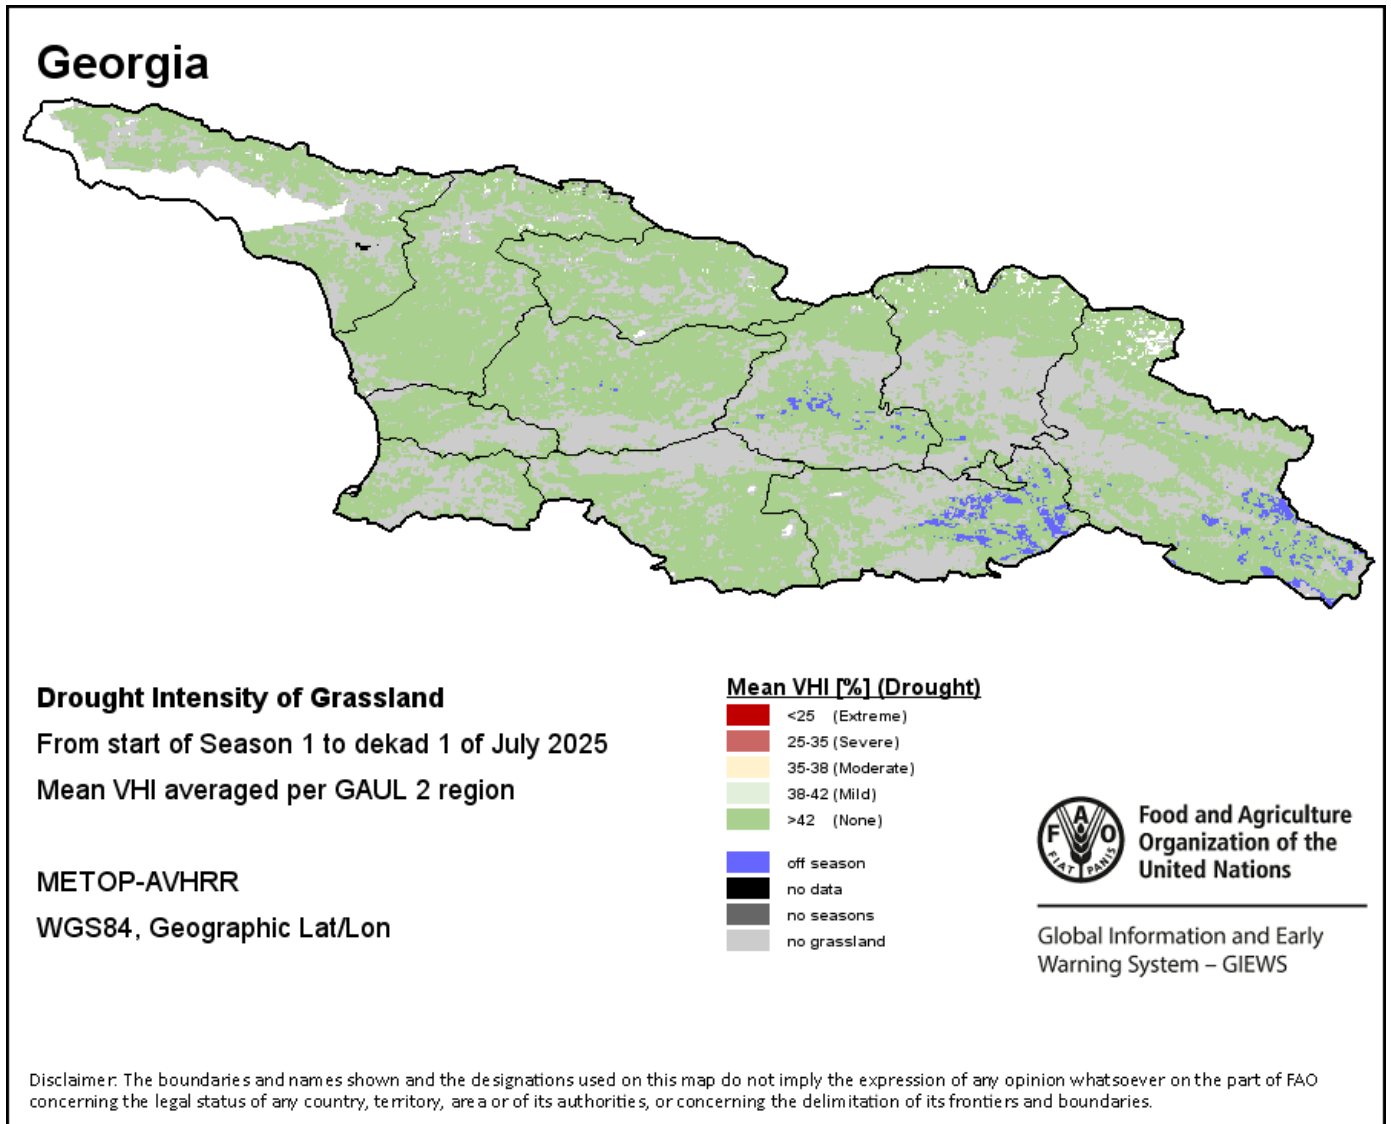 Georgia
Drought Intensity of Grassland
From start of Season 1 to dekad 1 of July 2025
Mean VHI averaged per GAUL 2 region
METOP-AVHRR
WGS84, Geographic Lat/Lon
Mean VHI [%] (Drought)
<25 (Extreme)
25-35 (Severe)
35-38 (Moderate)
38-42 (Mild)
>42 (None)
off season
no data
no seasons
no grassland
F A O
FIAT PANIS
Food and Agriculture
Organization of the
United Nations
Global Information and Early
Warning System – GIEWS
Disclaimer: The boundaries and names shown and the designations used on this map do not imply the expression of any opinion whatsoever on the part of FAO
concerning the legal status of any country, territory, area or of its authorities, or concerning the delimitation of its frontiers and boundaries.